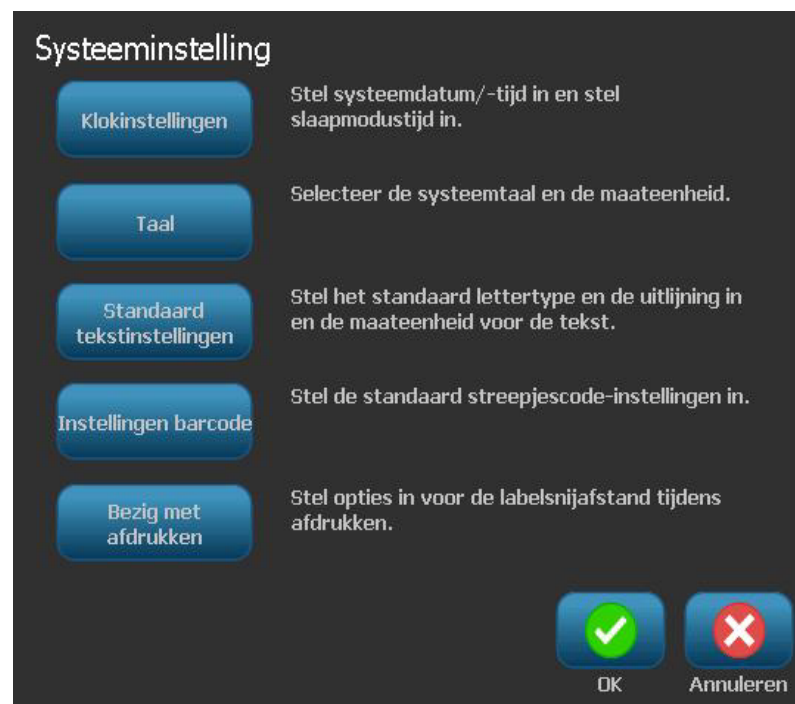 Systeeminstelling
Klokinstellingen
Stel systeemdatum/-tijd in en stel
slaapmodustijd in.
Taal
Selecteer de systeemtaal en de maateenheid.
Standaard
tekstinstellingen
Stel het standaard lettertype en de uitlijning in
en de maateenheid voor de tekst.
Instellingen barcode
Stel de standaard streepjescode-instellingen in.
Bezig met
afdrukken
Stel opties in voor de labelsnijafstand tijdens
afdrukken.
OK
Annuleren